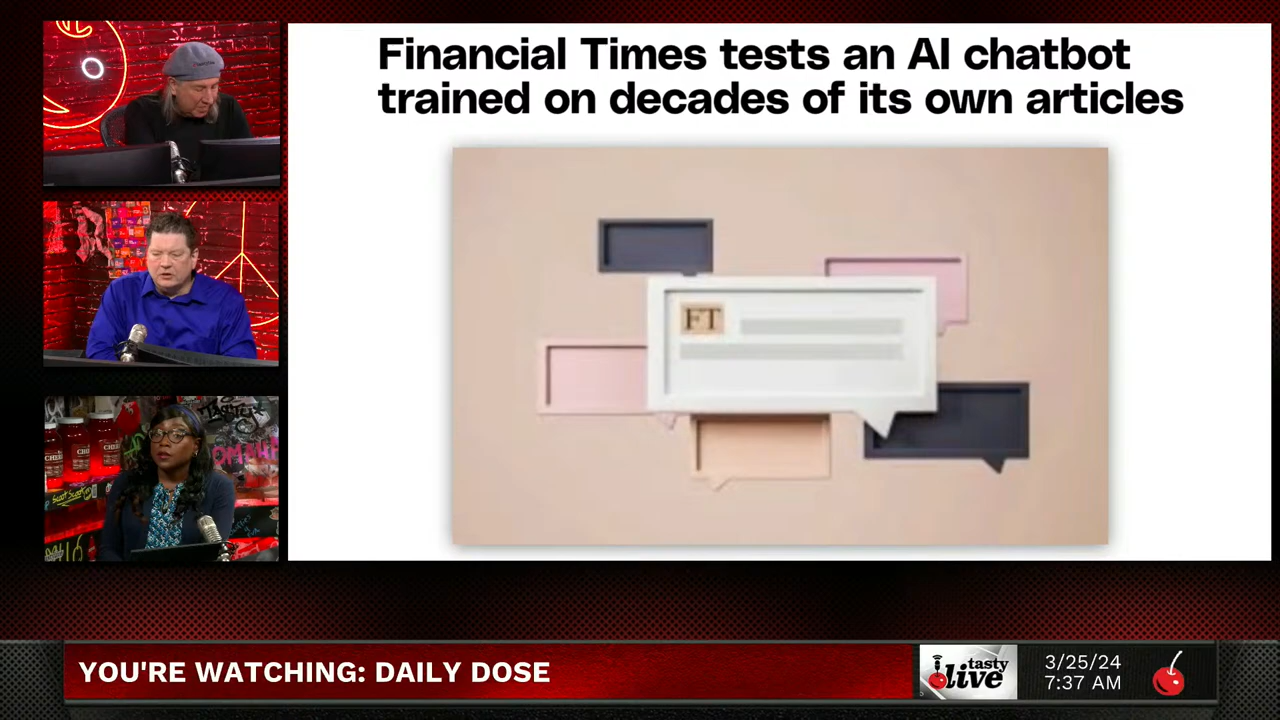 Financial Times tests an AI chatbot
trained on decades of its own articles
FT
YOU'RE WATCHING: DAILY DOSE
tasty
live
3/25/24
7:37 AM